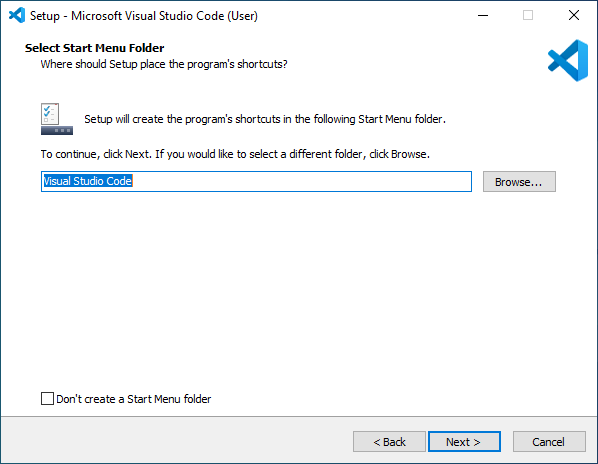 Setup - Microsoft Visual Studio Code (User)
Select Start Menu Folder
Where should Setup place the program's shortcuts?
Setup will create the program's shortcuts in the following Start Menu folder.
To continue, click Next. If you would like to select a different folder, click Browse.
Visual Studio Code
Browse...
Don't create a Start Menu folder
< Back
Next >
Cancel